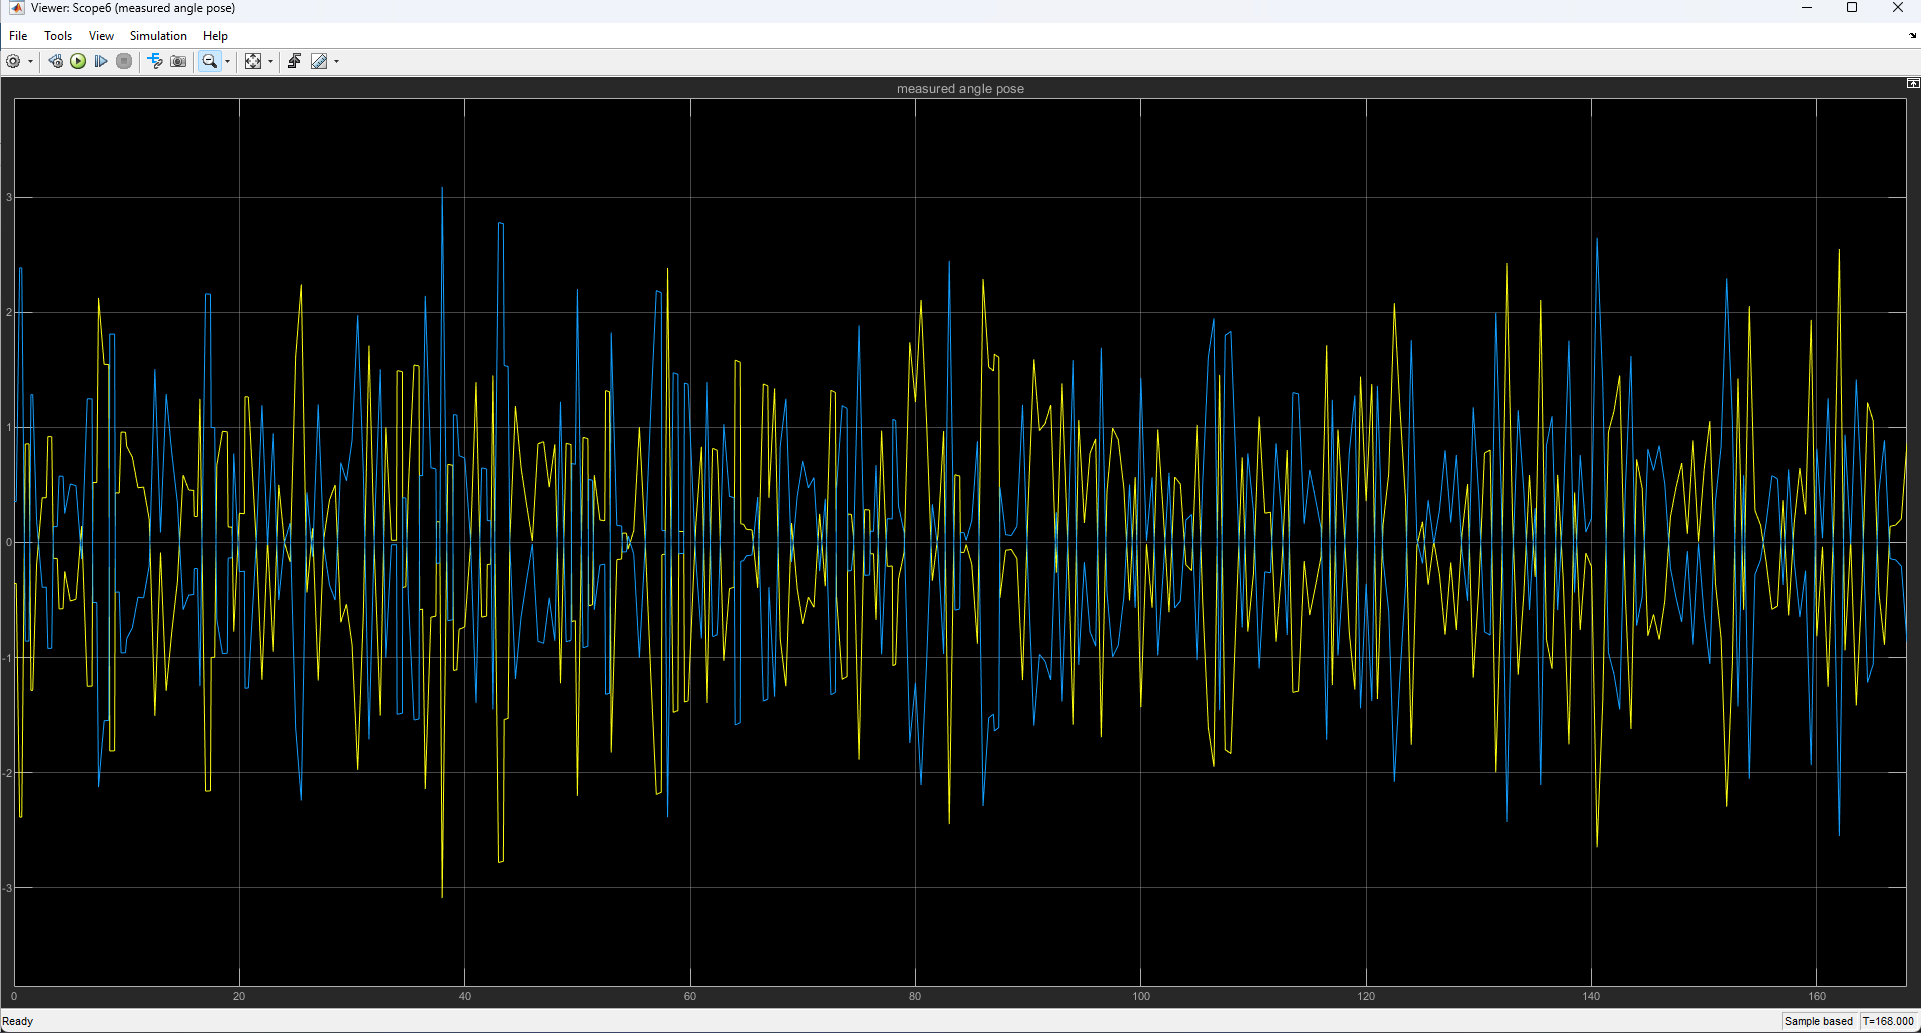 Viewer: Scope6 (measured angle pose)
File Tools View Simulation Help
measured angle pose
3
2
1
0
-1
-2
-3
0 20 40 60 80 100 120 140 160
Ready
Sample based T=168.000